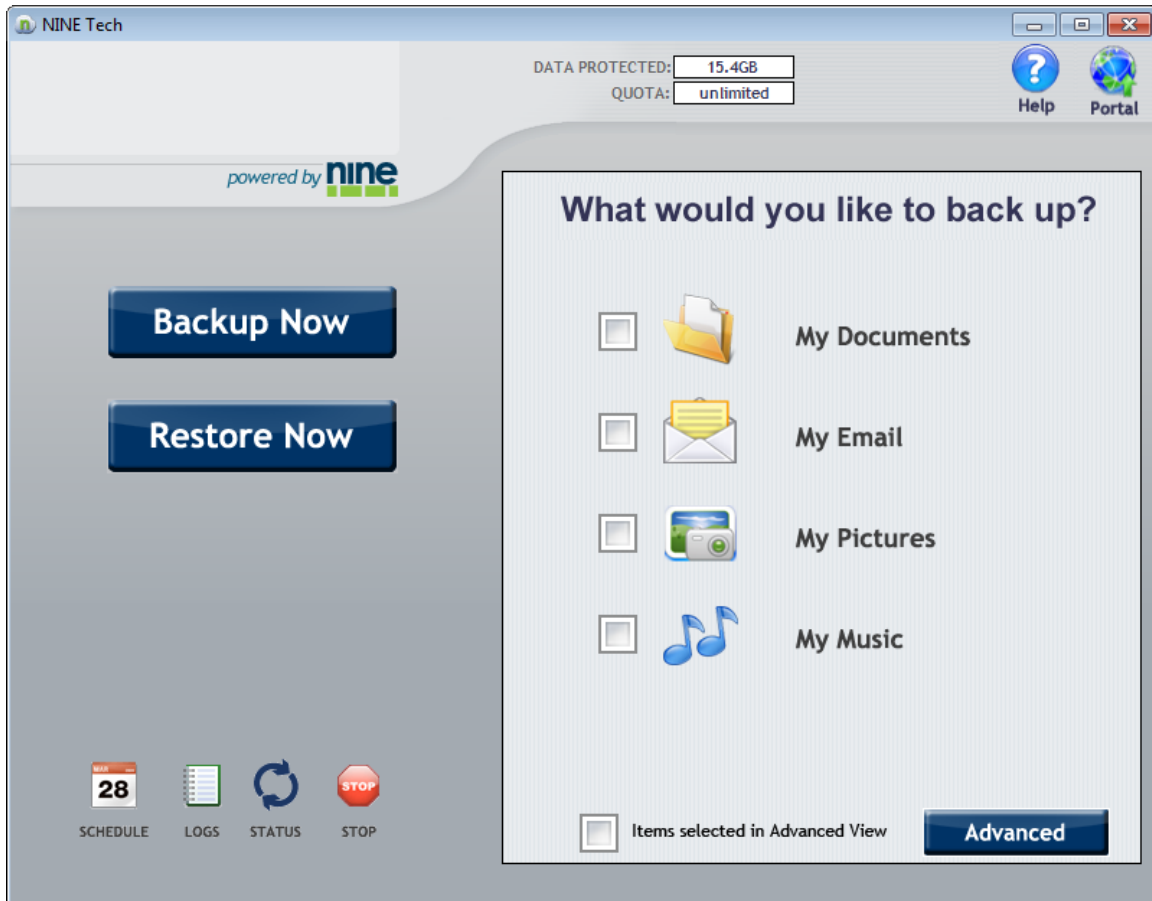 NINE Tech
DATA PROTECTED: 15.4GB
QUOTA: unlimited
Help
Portal
powered by nine
What would you like to back up?
Backup Now
Restore Now
My Documents
My Email
My Pictures
My Music
MAR
28
STOP
SCHEDULE
LOGS
STATUS
STOP
Items selected in Advanced View
Advanced